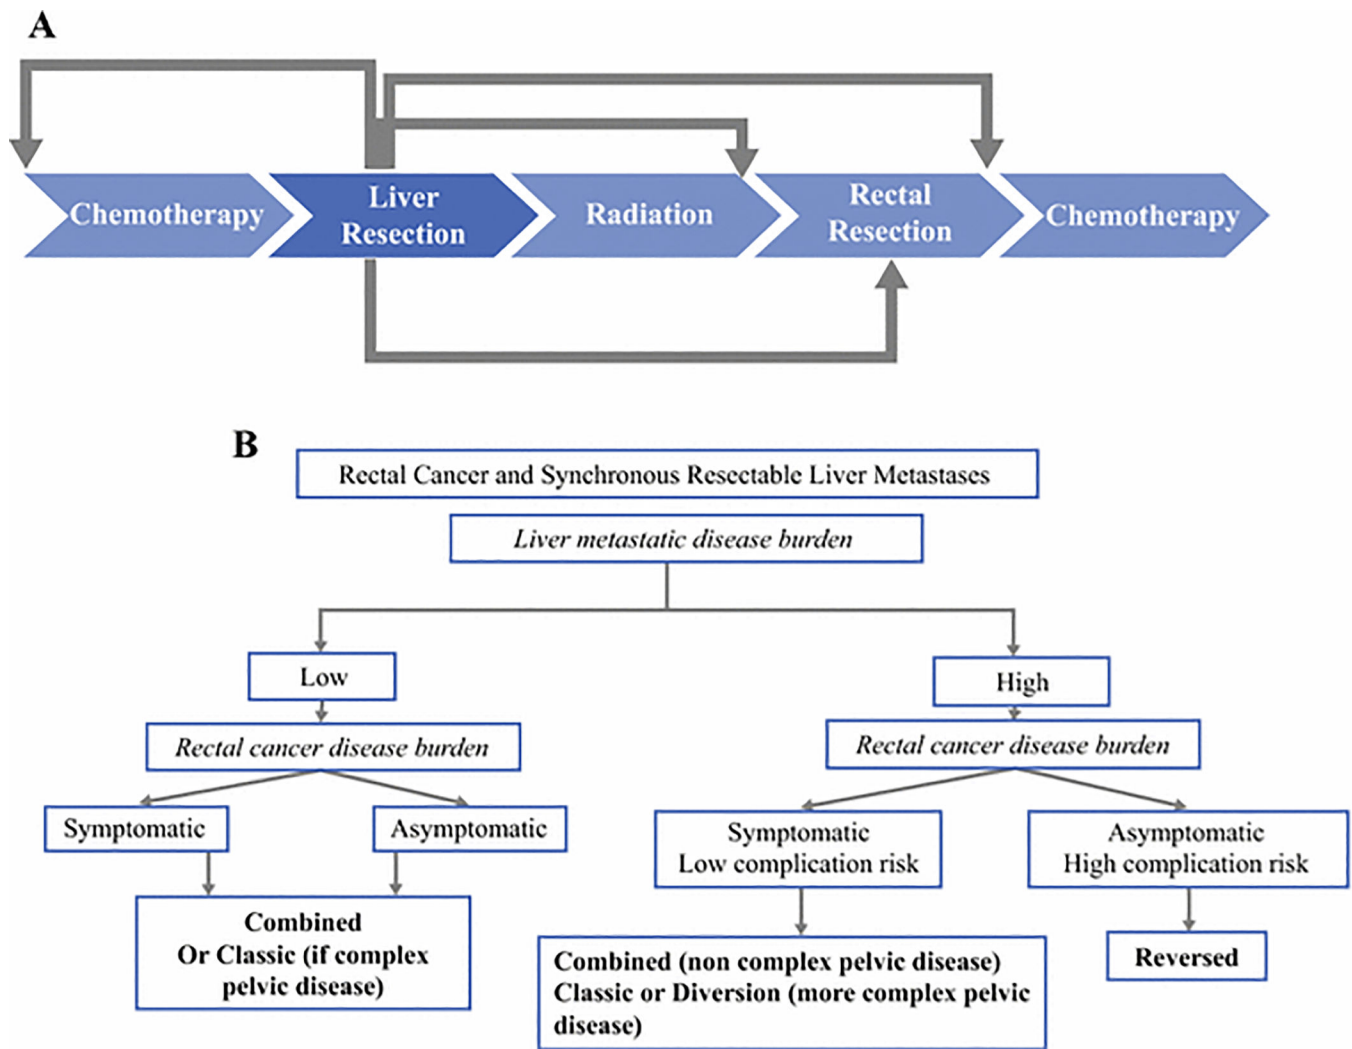 A
Chemotherapy
Liver
Resection
Radiation
Rectal
Resection
Chemotherapy
B
Rectal Cancer and Synchronous Resectable Liver Metastases
Liver metastatic disease burden
Low
High
Rectal cancer disease burden
Rectal cancer disease burden
Symptomatic
Asymptomatic
Symptomatic
Low complication risk
Asymptomatic
High complication risk
Combined
Or Classic (if complex
pelvic disease)
Combined (non complex pelvic disease)
Classic or Diversion (more complex pelvic
disease)
Reversed